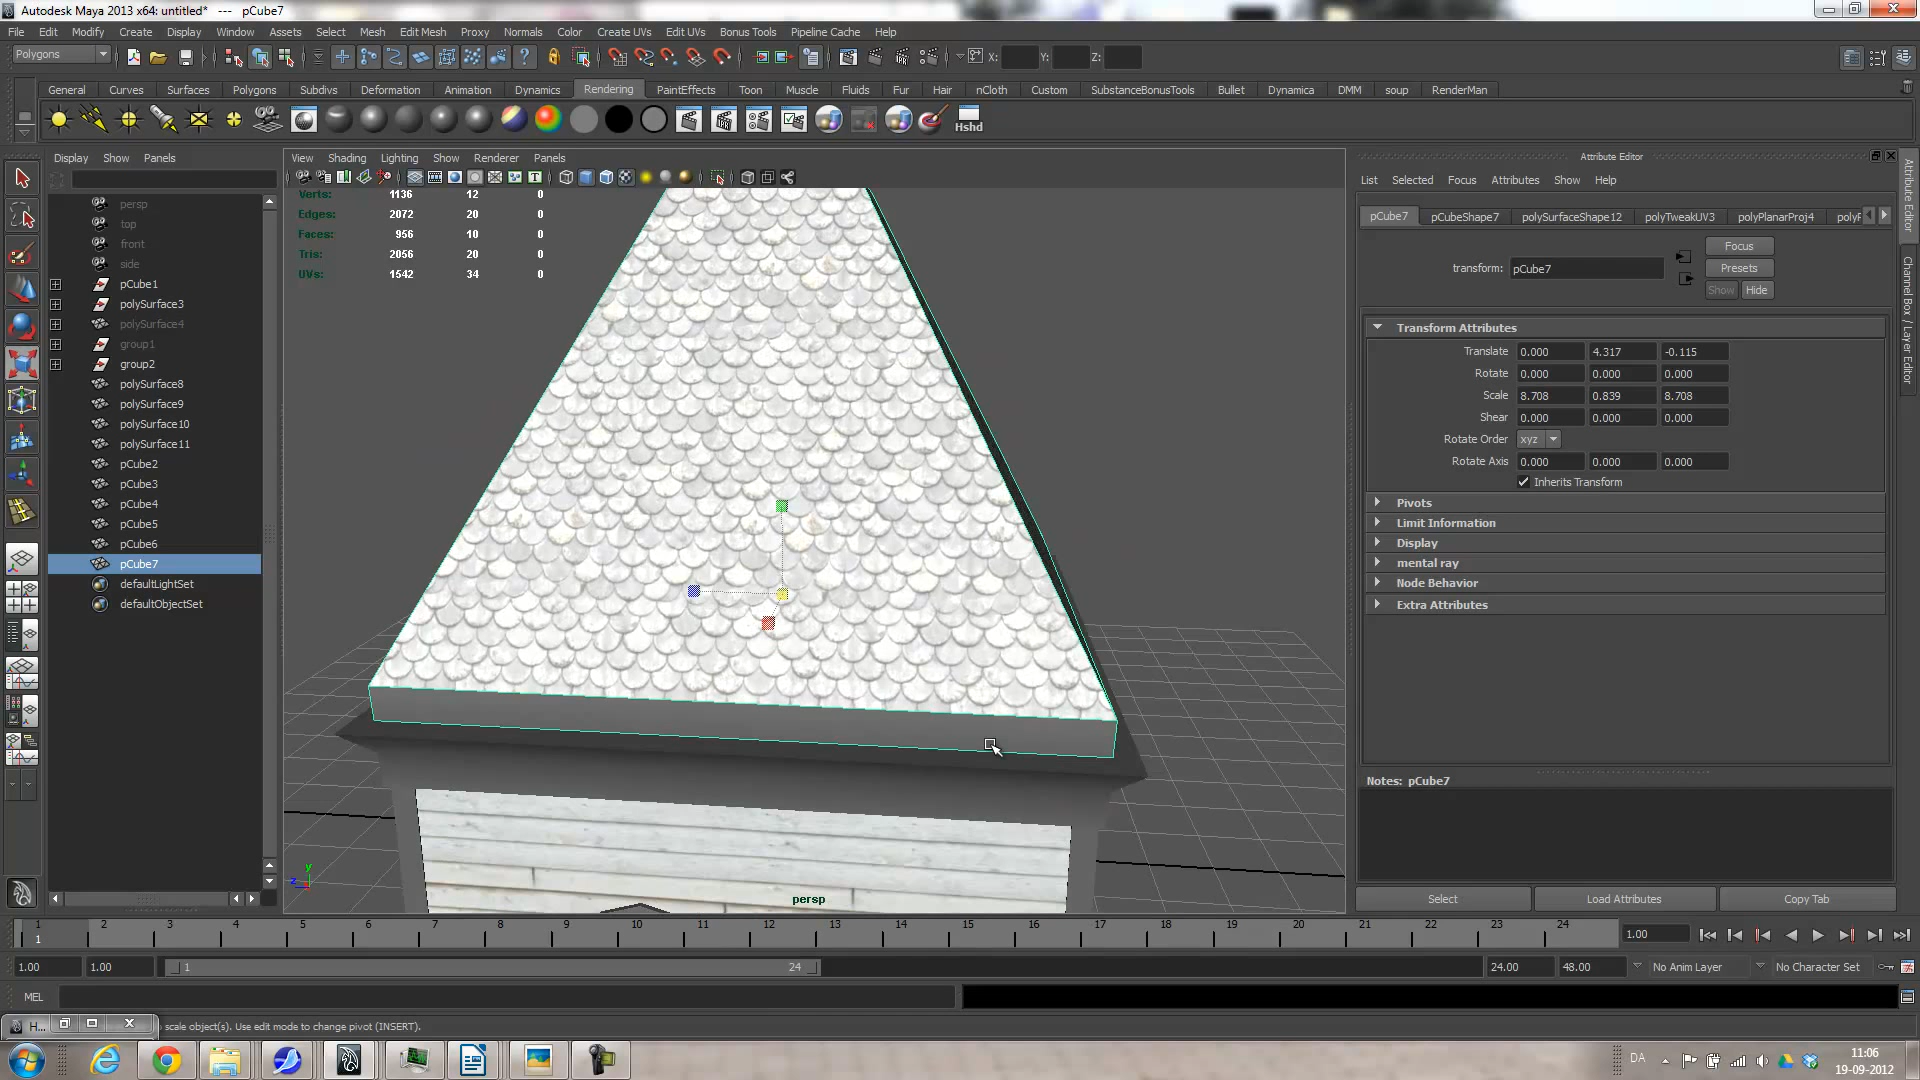 Autodesk Maya 2013 x64: untitled*   ---   pCube7
File Edit Modify Create Display Window Assets Select Mesh Edit Mesh Proxy Normals Color Create UVs Edit UVs Bonus Tools Pipeline Cache Help
Polygons X: Y: Z:
General Curves Surfaces Subdivs Deformation Animation Polygons Dynamics Rendering PaintEffects Toon Muscle Fluids Fur Hair nCloth Custom SubstanceBonusTools Bullet Dynamica DMM soup RenderMan
Hshd
Display Show Panels
View Shading Lighting Show Renderer Panels
Attribute Editor
List Selected Focus Attributes Show Help
pCube7 pCubeShape7 polySurfaceShape12 polyTweakUV3 polyPlanarProj4 polyF
Verts: 1136 12 0
Edges: 2072 20 0
Faces: 956 10 0
Tris: 2056 20 0
UVs: 1542 34 0
persp
top
front
side
pCube1
polySurface3
polySurface4
group1
group2
polySurface8
polySurface9
polySurface10
polySurface11
pCube2
pCube3
pCube4
pCube5
pCube6
pCube7
defaultLightSet
defaultObjectSet
y
z
persp
transform: pCube7
Focus
Presets
Show Hide
Transform Attributes
Translate 0.000 4.317 -0.115
Rotate 0.000 0.000 0.000
Scale 8.708 0.839 8.708
Shear 0.000 0.000 0.000
Rotate Order xyz
Rotate Axis 0.000 0.000 0.000
Inherits Transform
Pivots
Limit Information
Display
mental ray
Node Behavior
Extra Attributes
Notes: pCube7
Select Load Attributes Copy Tab
Attribute Editor
Channel Box / Layer Editor
1 2 3 4 5 6 7 8 9 10 11 12 13 14 15 16 17 18 19 20 21 22 23 24
1 1.00
1.00 1.00 1 24 24.00 48.00 No Anim Layer No Character Set
MEL
H... scale object(s). Use edit mode to change pivot (INSERT).
DA 11:06
19-09-2012